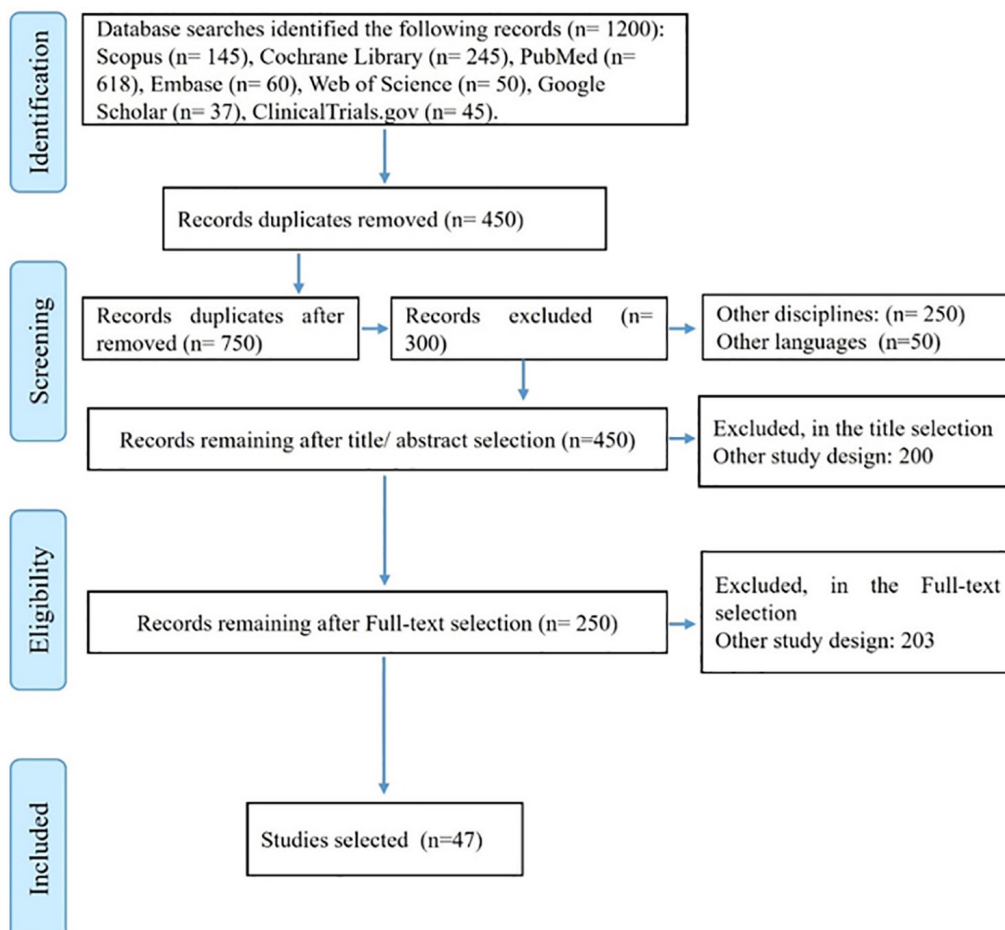 Identification
Database searches identified the following records (n= 1200):
Scopus (n= 145), Cochrane Library (n= 245), PubMed (n=
618), Embase (n= 60), Web of Science (n= 50), Google
Scholar (n= 37), ClinicalTrials.gov (n= 45).
Records duplicates removed (n= 450)
Screening
Records duplicates after
removed (n= 750)
Records excluded (n=
300)
Other disciplines: (n= 250)
Other languages (n=50)
Records remaining after title/ abstract selection (n=450)
Excluded, in the title selection
Other study design: 200
Eligibility
Records remaining after Full-text selection (n= 250)
Excluded, in the Full-text
selection
Other study design: 203
Included
Studies selected (n=47)